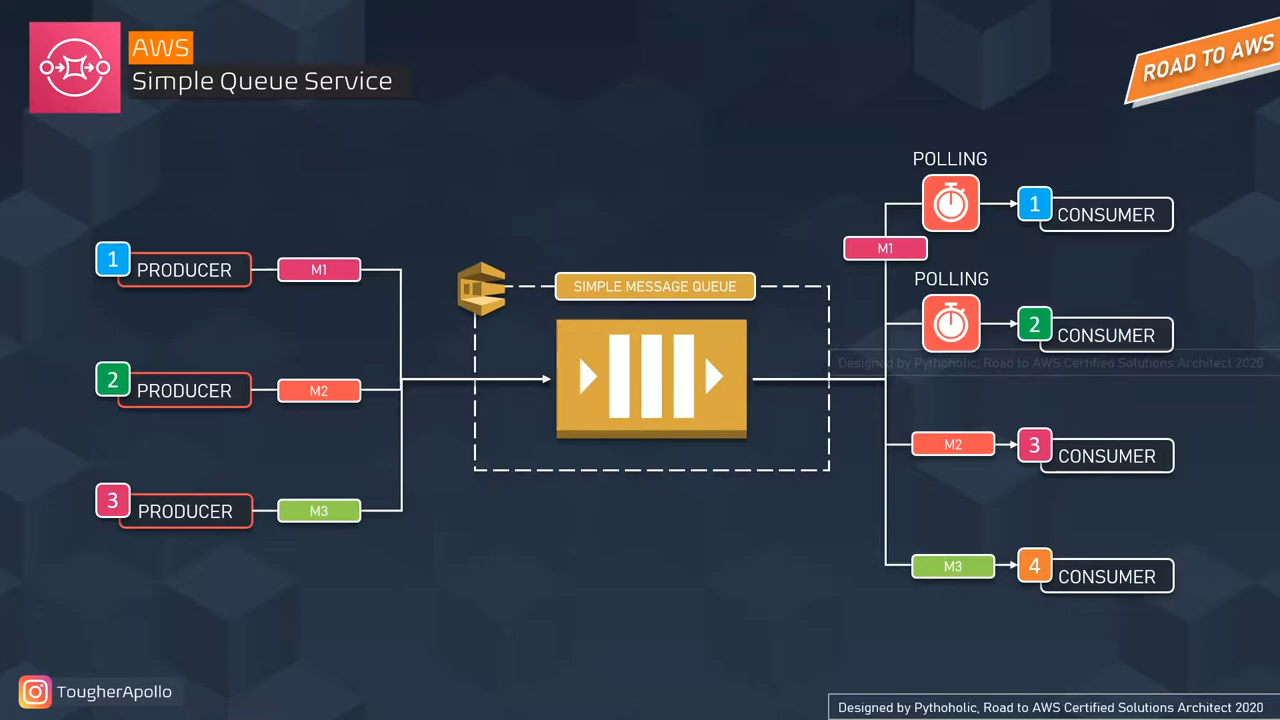 AWS
Simple Queue Service
ROAD TO AWS
POLLING
1
CONSUMER
M1
1
PRODUCER
M1
POLLING
SIMPLE MESSAGE QUEUE
2
CONSUMER
Designed by Pythoholic, Road to AWS Certified Solutions Architect 2020
2
PRODUCER
M2
M2
3
CONSUMER
3
PRODUCER
M3
M3
4
CONSUMER
TougherApollo
Designed by Pythoholic, Road to AWS Certified Solutions Architect 2020